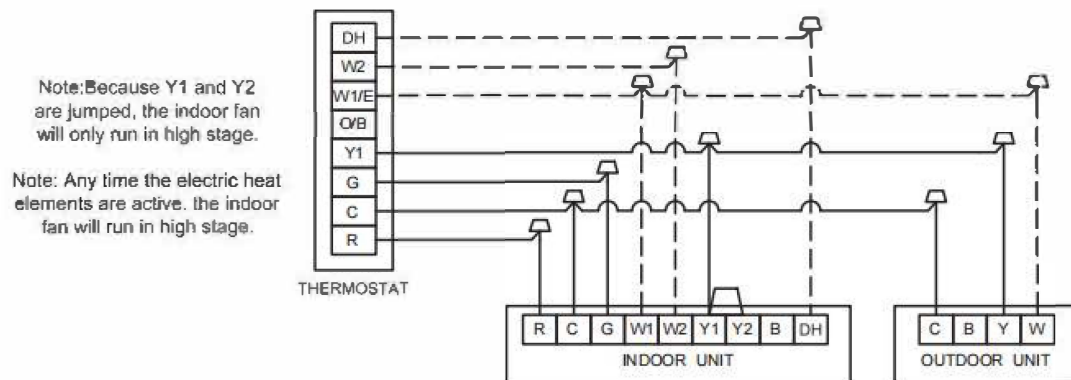 Note:Because Y1 and Y2
are jumped, the indoor fan
will only run in high stage.
Note: Any time the electric heat
elements are active. the indoor
fan will run in high stage.
DH
W2
W1/E
O/B
Y1
G
C
R
THERMOSTAT
R C G W1 W2 Y1 Y2 B DH
INDOOR UNIT
C B Y W
OUTDOOR UNIT